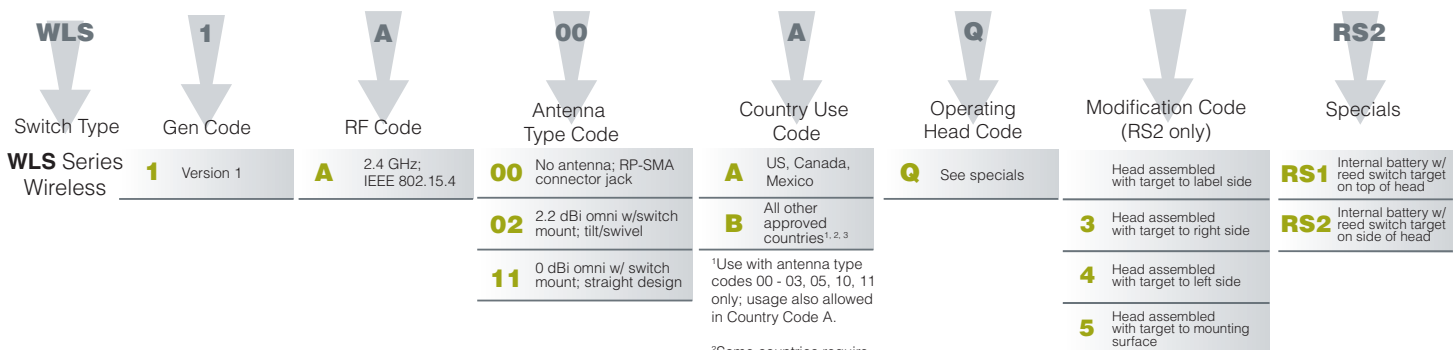 WLS
1
A
00
A
Q
RS2
Switch Type
Gen Code
RF Code
Antenna
Type Code
Country Use
Code
Operating
Head Code
Modification Code
(RS2 only)
Specials
WLS Series
Wireless
1 Version 1
A 2.4 GHz;
IEEE 802.15.4
00 No antenna; RP-SMA
connector jack
02 2.2 dBi omni w/switch
mount; tilt/swivel
11 0 dBi omni w/ switch
mount; straight design
A US, Canada,
Mexico
B All other
approved
countries1, 2, 3
1Use with antenna type
codes 00 - 03, 05, 10, 11
only; usage also allowed
in Country Code A.
Q See specials
Head assembled
with target to label side
3 Head assembled
with target to right side
4 Head assembled
with target to left side
5 Head assembled
with target to mounting
surface
RS1 Internal battery w/
reed switch target
on top of head
RS2 Internal battery w/
reed switch target
on side of head